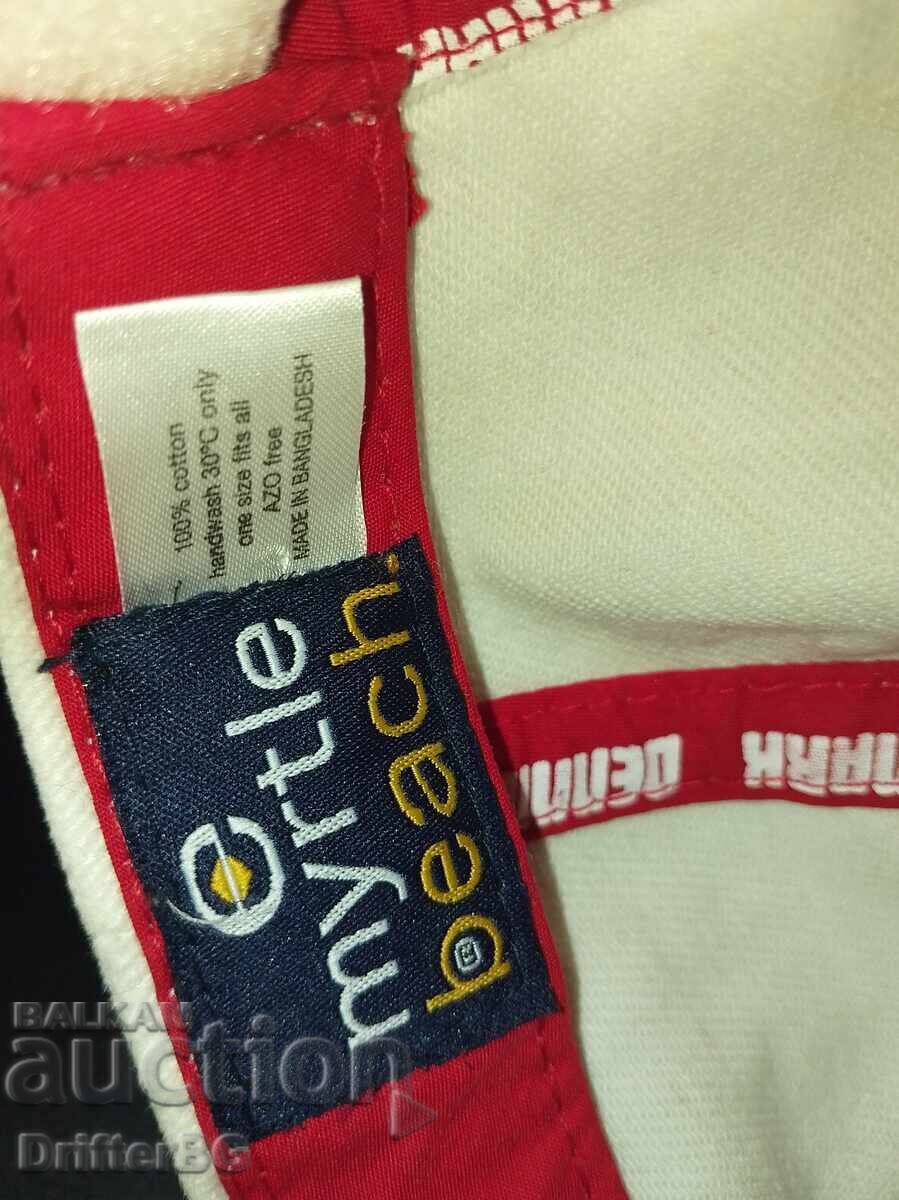 100% cotton
handwash 30°C only
one size fits all
AZO free
MADE IN BANGLADESH
myrtle
beach.
DENMARK
BALKAN
auction
DrifterBG